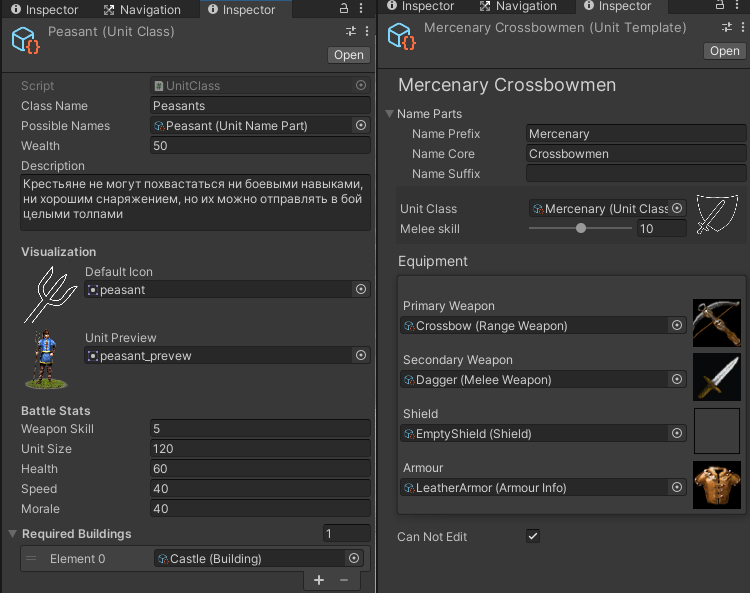 Inspector
Navigation
Inspector
Peasant (Unit Class)
Open
Script
UnitClass
Class Name
Peasants
Possible Names
Peasant (Unit Name Part)
Wealth
50
Description
Крестьяне не могут похвастаться ни боевыми навыками,
ни хорошим снаряжением, но их можно отправлять в бой
целыми толпами
Visualization
Default Icon
peasant
Unit Preview
peasant_prevew
Battle Stats
Weapon Skill
5
Unit Size
120
Health
60
Speed
40
Morale
40
Required Buildings
1
Element 0
Castle (Building)
Inspector
Navigation
Inspector
Mercenary Crossbowmen (Unit Template)
Open
Mercenary Crossbowmen
Name Parts
Name Prefix
Mercenary
Name Core
Crossbowmen
Name Suffix
Unit Class
Mercenary (Unit Class
Melee skill
10
Equipment
Primary Weapon
Crossbow (Range Weapon)
Secondary Weapon
Dagger (Melee Weapon)
Shield
EmptyShield (Shield)
Armour
LeatherArmor (Armour Info)
Can Not Edit